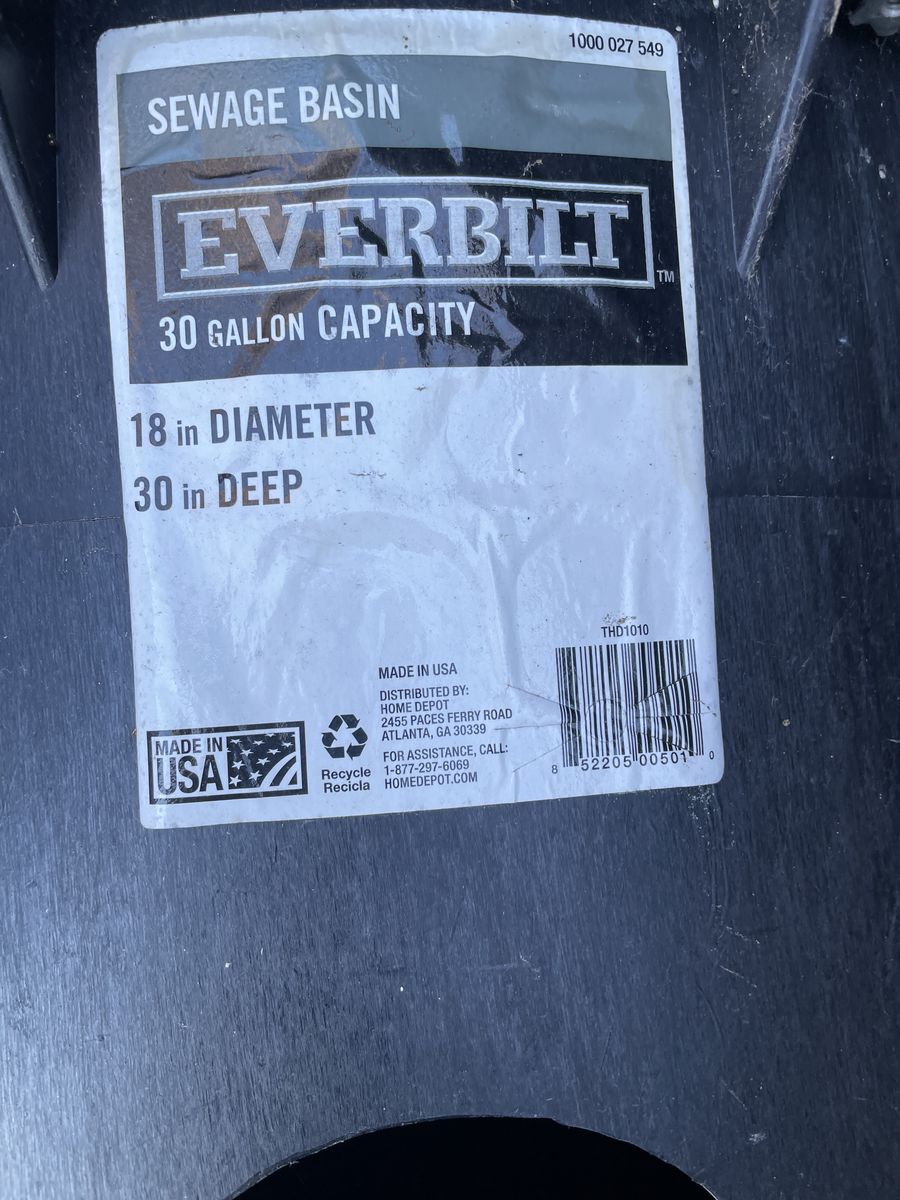 1000 027 549
SEWAGE BASIN
EVERBILT™
30 GALLON CAPACITY
18 in DIAMETER
30 in DEEP
THD1010
MADE IN USA
DISTRIBUTED BY:
HOME DEPOT
2455 PACES FERRY ROAD
ATLANTA, GA 30339
FOR ASSISTANCE, CALL:
1-877-297-6069
HOMEDEPOT.COM
MADE IN
USA
Recycle
Recicla
8 52205 00501 0